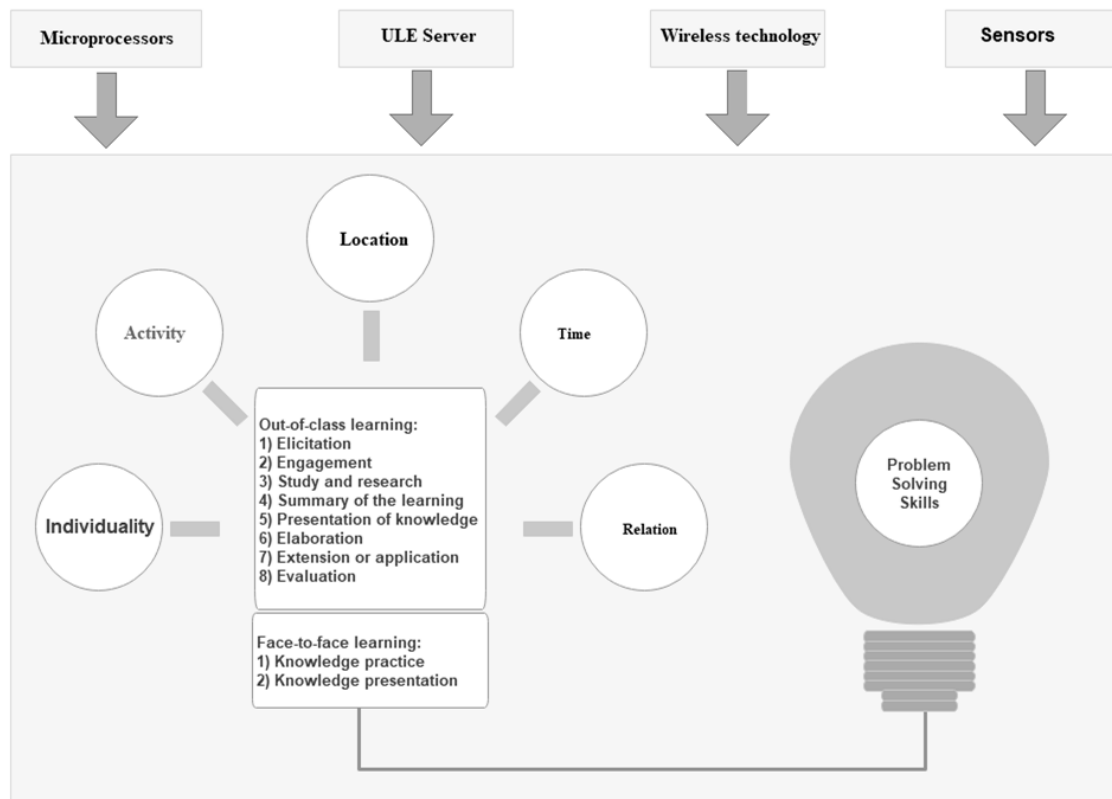 Microprocessors
ULE Server
Wireless technology
Sensors
Location
Activity
Time
Individuality
Relation
Out-of-class learning:
1) Elicitation
2) Engagement
3) Study and research
4) Summary of the learning
5) Presentation of knowledge
6) Elaboration
7) Extension or application
8) Evaluation
Face-to-face learning:
1) Knowledge practice
2) Knowledge presentation
Problem
Solving
Skills